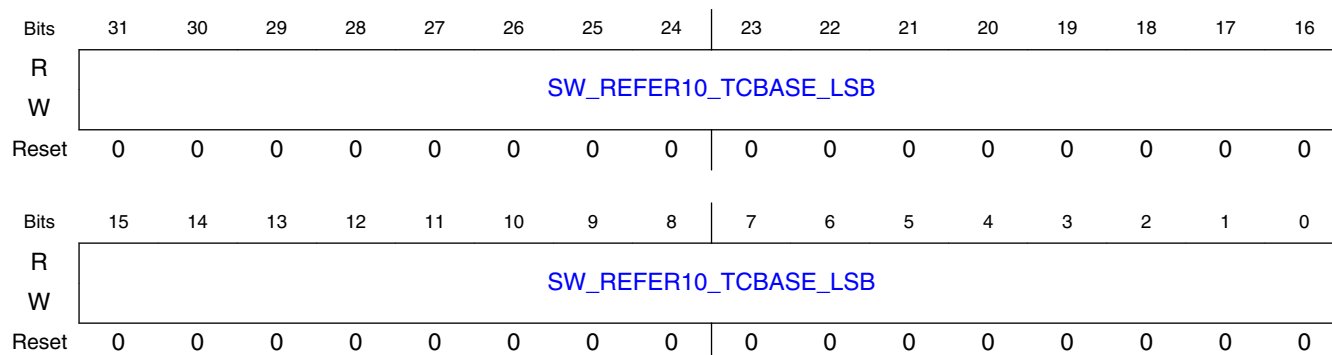 Bits 31 30 29 28 27 26 25 24 23 22 21 20 19 18 17 16
R
SW_REFER10_TCBASE_LSB
W
Reset 0 0 0 0 0 0 0 0 0 0 0 0 0 0 0 0
Bits 15 14 13 12 11 10 9 8 7 6 5 4 3 2 1 0
R
SW_REFER10_TCBASE_LSB
W
Reset 0 0 0 0 0 0 0 0 0 0 0 0 0 0 0 0